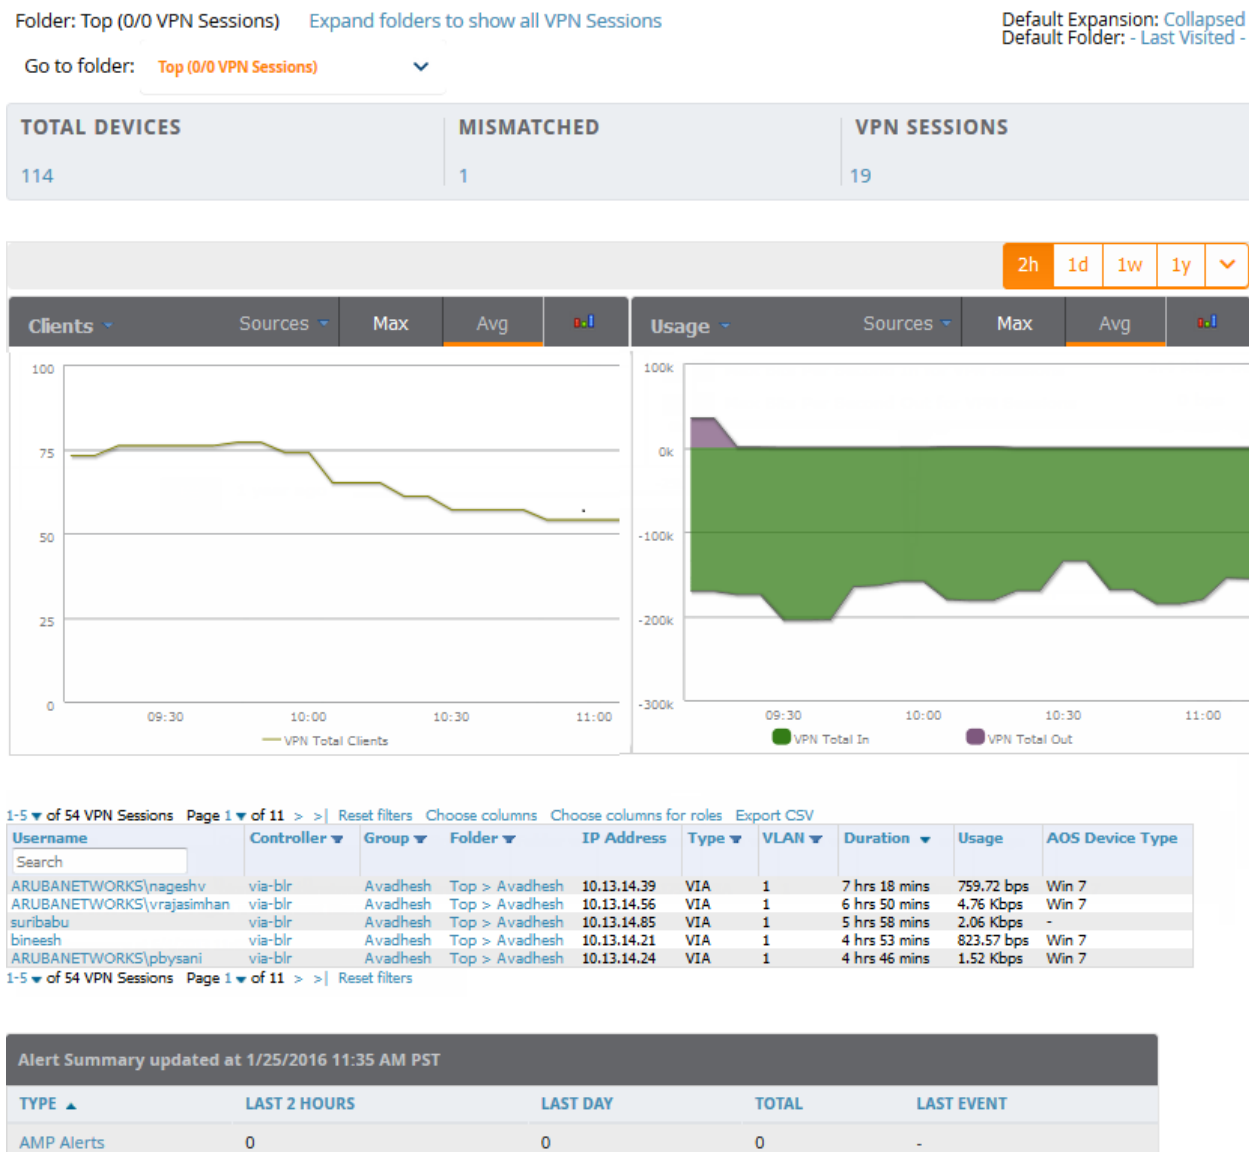 Folder: Top (0/0 VPN Sessions) Expand folders to show all VPN Sessions
Default Expansion: Collapsed
Default Folder: - Last Visited -
Go to folder: Top (0/0 VPN Sessions)
TOTAL DEVICES MISMATCHED VPN SESSIONS
114 1 19
2h 1d 1w 1y
Clients Sources Max Avg
100
75
50
25
0
09:30 10:00 10:30 11:00
VPN Total Clients
Usage Sources Max Avg
100k
0k
-100k
-200k
-300k
09:30 10:00 10:30 11:00
VPN Total In VPN Total Out
1-5 of 54 VPN Sessions Page 1 of 11 > >| Reset filters Choose columns Choose columns for roles Export CSV
Username Controller Group Folder IP Address Type VLAN Duration Usage AOS Device Type
Search
ARUBANETWORKS\nageshv via-blr Avadhesh Top > Avadhesh 10.13.14.39 VIA 1 7 hrs 18 mins 759.72 bps Win 7
ARUBANETWORKS\vrajasimhan via-blr Avadhesh Top > Avadhesh 10.13.14.56 VIA 1 6 hrs 50 mins 4.76 Kbps Win 7
suribabu via-blr Avadhesh Top > Avadhesh 10.13.14.85 VIA 1 5 hrs 58 mins 2.06 Kbps -
bineesh via-blr Avadhesh Top > Avadhesh 10.13.14.21 VIA 1 4 hrs 53 mins 823.57 bps Win 7
ARUBANETWORKS\pbysani via-blr Avadhesh Top > Avadhesh 10.13.14.24 VIA 1 4 hrs 46 mins 1.52 Kbps Win 7
1-5 of 54 VPN Sessions Page 1 of 11 > >| Reset filters
Alert Summary updated at 1/25/2016 11:35 AM PST
TYPE LAST 2 HOURS LAST DAY TOTAL LAST EVENT
AMP Alerts 0 0 0 -